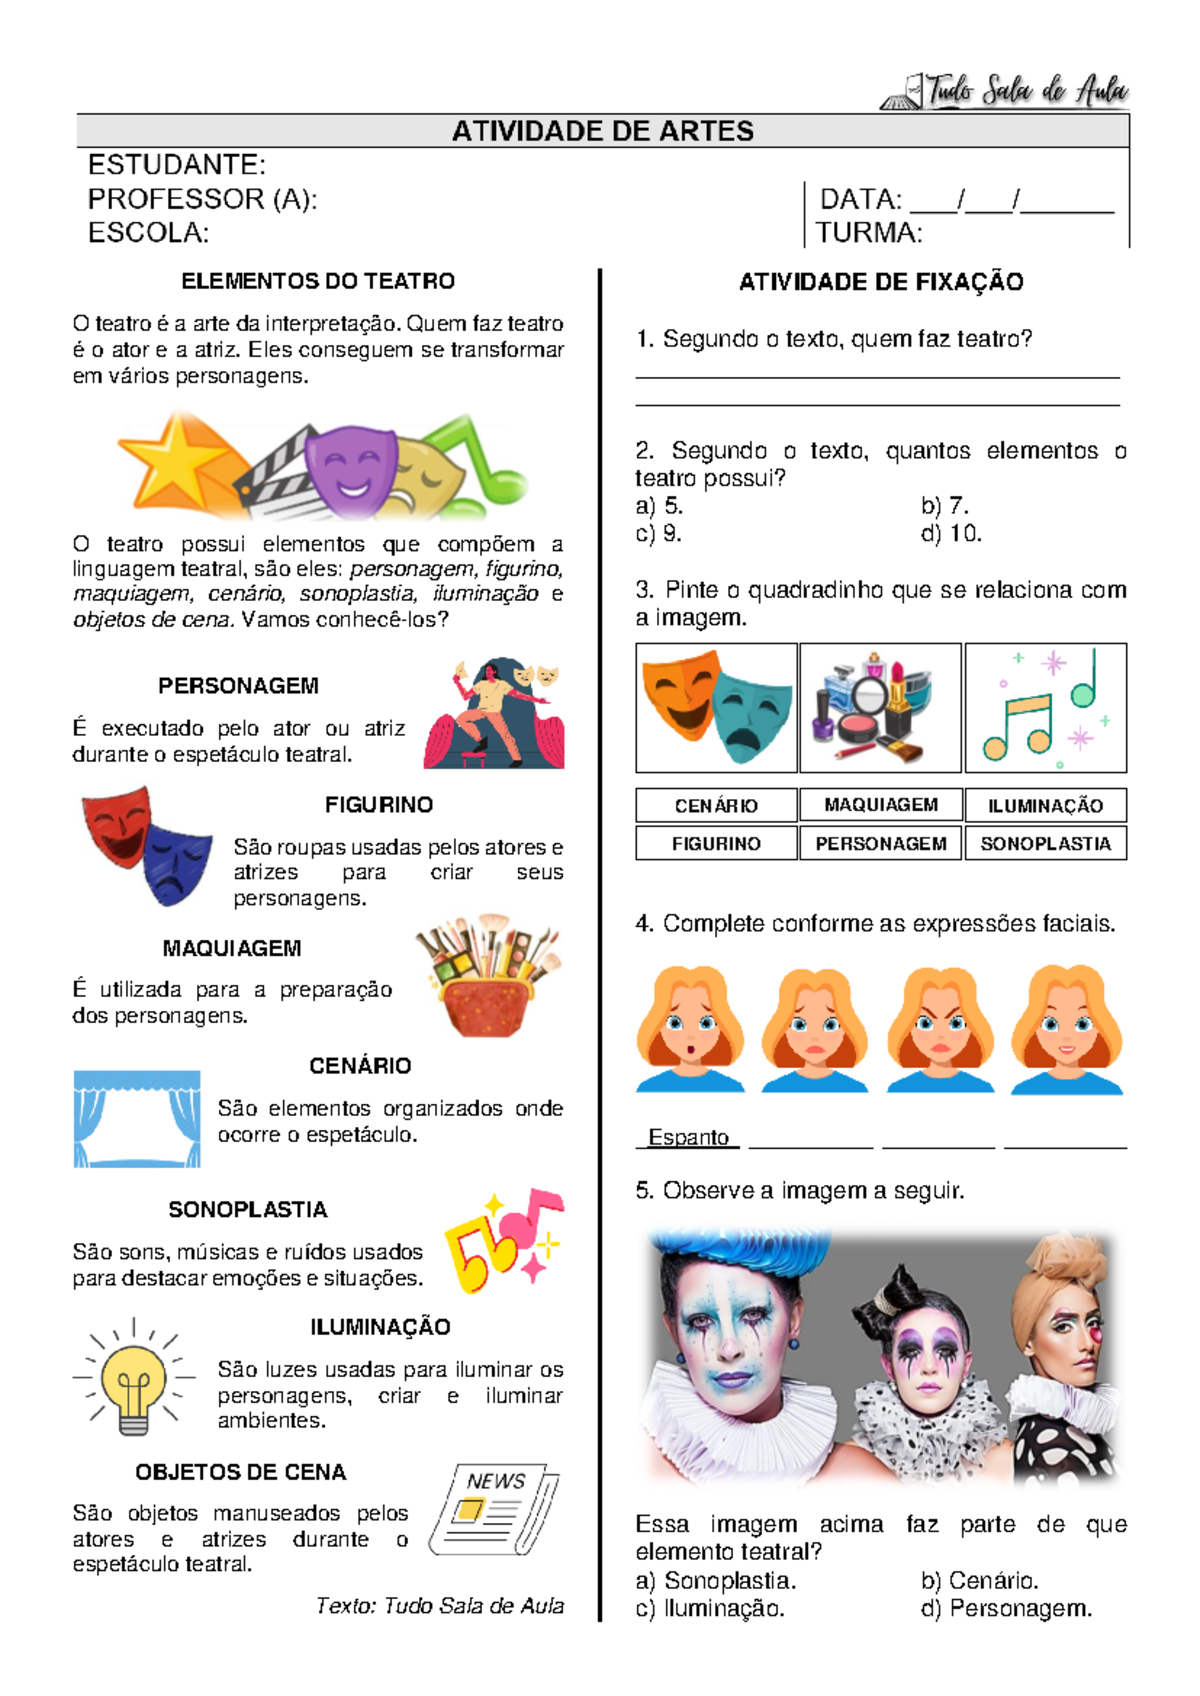 Tudo Sala de Aula
ATIVIDADE DE ARTES
ESTUDANTE:
PROFESSOR (A):
DATA: ___/___/______
ESCOLA:
TURMA:
ELEMENTOS DO TEATRO
O teatro é a arte da interpretação. Quem faz teatro
é o ator e a atriz. Eles conseguem se transformar
em vários personagens.
O teatro possui elementos que compõem a
linguagem teatral, são eles: personagem, figurino,
maquiagem, cenário, sonoplastia, iluminação e
objetos de cena. Vamos conhecê-los?
PERSONAGEM
É executado pelo ator ou atriz
durante o espetáculo teatral.
FIGURINO
São roupas usadas pelos atores e
atrizes para criar seus
personagens.
MAQUIAGEM
É utilizada para a preparação
dos personagens.
CENÁRIO
São elementos organizados onde
ocorre o espetáculo.
SONOPLASTIA
São sons, músicas e ruídos usados
para destacar emoções e situações.
ILUMINAÇÃO
São luzes usadas para iluminar os
personagens, criar e iluminar
ambientes.
OBJETOS DE CENA
São objetos manuseados pelos
atores e atrizes durante o
espetáculo teatral.
NEWS
Texto: Tudo Sala de Aula
ATIVIDADE DE FIXAÇÃO
1. Segundo o texto, quem faz teatro?
2. Segundo o texto, quantos elementos o
teatro possui?
a) 5. b) 7.
c) 9. d) 10.
3. Pinte o quadradinho que se relaciona com
a imagem.
CENÁRIO MAQUIAGEM ILUMINAÇÃO
FIGURINO PERSONAGEM SONOPLASTIA
4. Complete conforme as expressões faciais.
Espanto
5. Observe a imagem a seguir.
Essa imagem acima faz parte de que
elemento teatral?
a) Sonoplastia. b) Cenário.
c) Iluminação. d) Personagem.